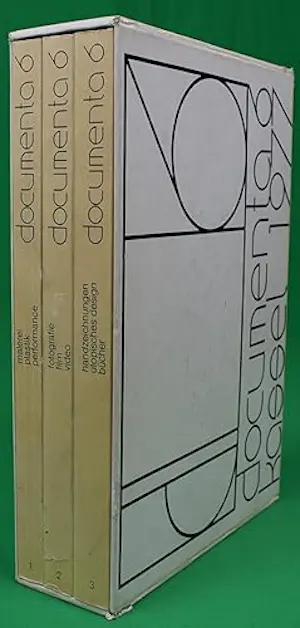 documenta 6
malerei
plastik
performance
1
documenta 6
fotografie
film
video
2
documenta 6
handzeichnungen
utopisches design
bücher
3
documenta 6
kassel 1977